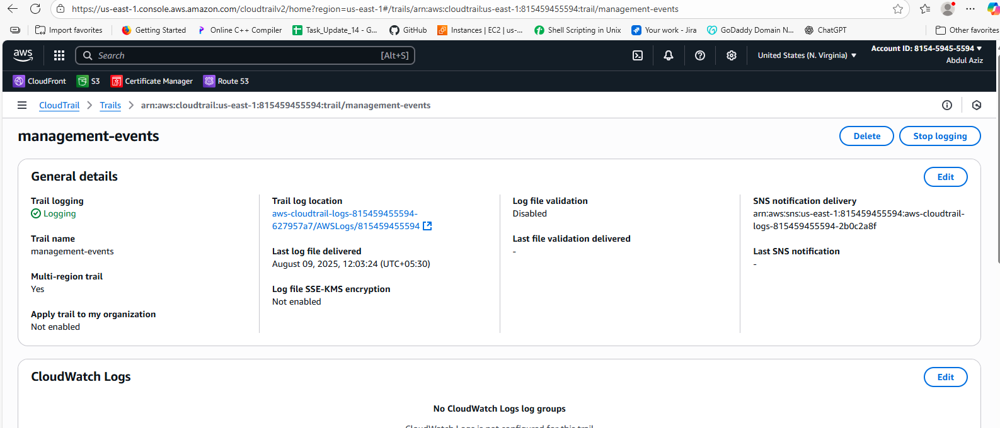 https://us-east-1.console.aws.amazon.com/cloudtrailv2/home?region=us-east-1#/trails/arn:aws:cloudtrail:us-east-1:815459455594:trail/management-events
Import favorites
Getting Started
Online C++ Compiler
Task_Update_14 - G...
GitHub
Instances | EC2 | us-...
Shell Scripting in Unix
Your work - Jira
GoDaddy Domain N...
ChatGPT
Other favorites
aws
Search
[Alt+S]
United States (N. Virginia)
Account ID: 8154-5945-5594
Abdul Aziz
CloudFront
S3
Certificate Manager
Route 53
CloudTrail
Trails
arn:aws:cloudtrail:us-east-1:815459455594:trail/management-events
management-events
Delete
Stop logging
General details
Edit
Trail logging
Logging
Trail name
management-events
Multi-region trail
Yes
Apply trail to my organization
Not enabled
Trail log location
aws-cloudtrail-logs-815459455594-
627957a7/AWSLogs/815459455594
Last log file delivered
August 09, 2025, 12:03:24 (UTC+05:30)
Log file SSE-KMS encryption
Not enabled
Log file validation
Disabled
Last file validation delivered
-
SNS notification delivery
arn:aws:sns:us-east-1:815459455594:aws-cloudtrail-
logs-815459455594-2b0c2a8f
Last SNS notification
-
CloudWatch Logs
Edit
No CloudWatch Logs log groups
CloudWatch Logs is not configured for this trail